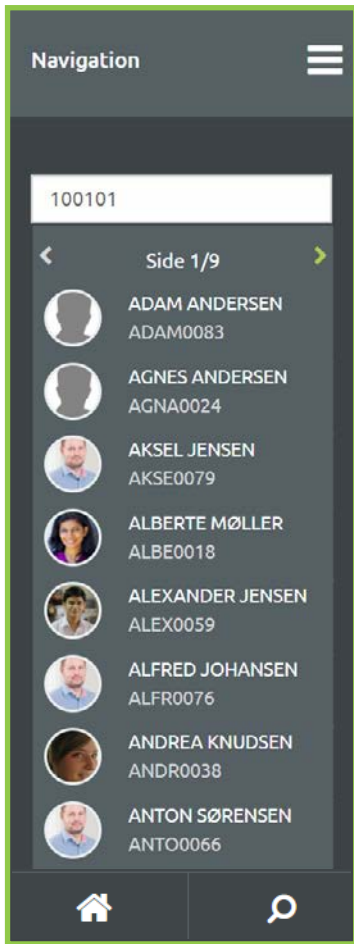 Navigation
100101
Side 1/9
ADAM ANDERSEN
ADAM0083
AGNES ANDERSEN
AGNA0024
AKSEL JENSEN
AKSE0079
ALBERTE MØLLER
ALBE0018
ALEXANDER JENSEN
ALEX0059
ALFRED JOHANSEN
ALFR0076
ANDREA KNUDSEN
ANDR0038
ANTON SØRENSEN
ANTO0066